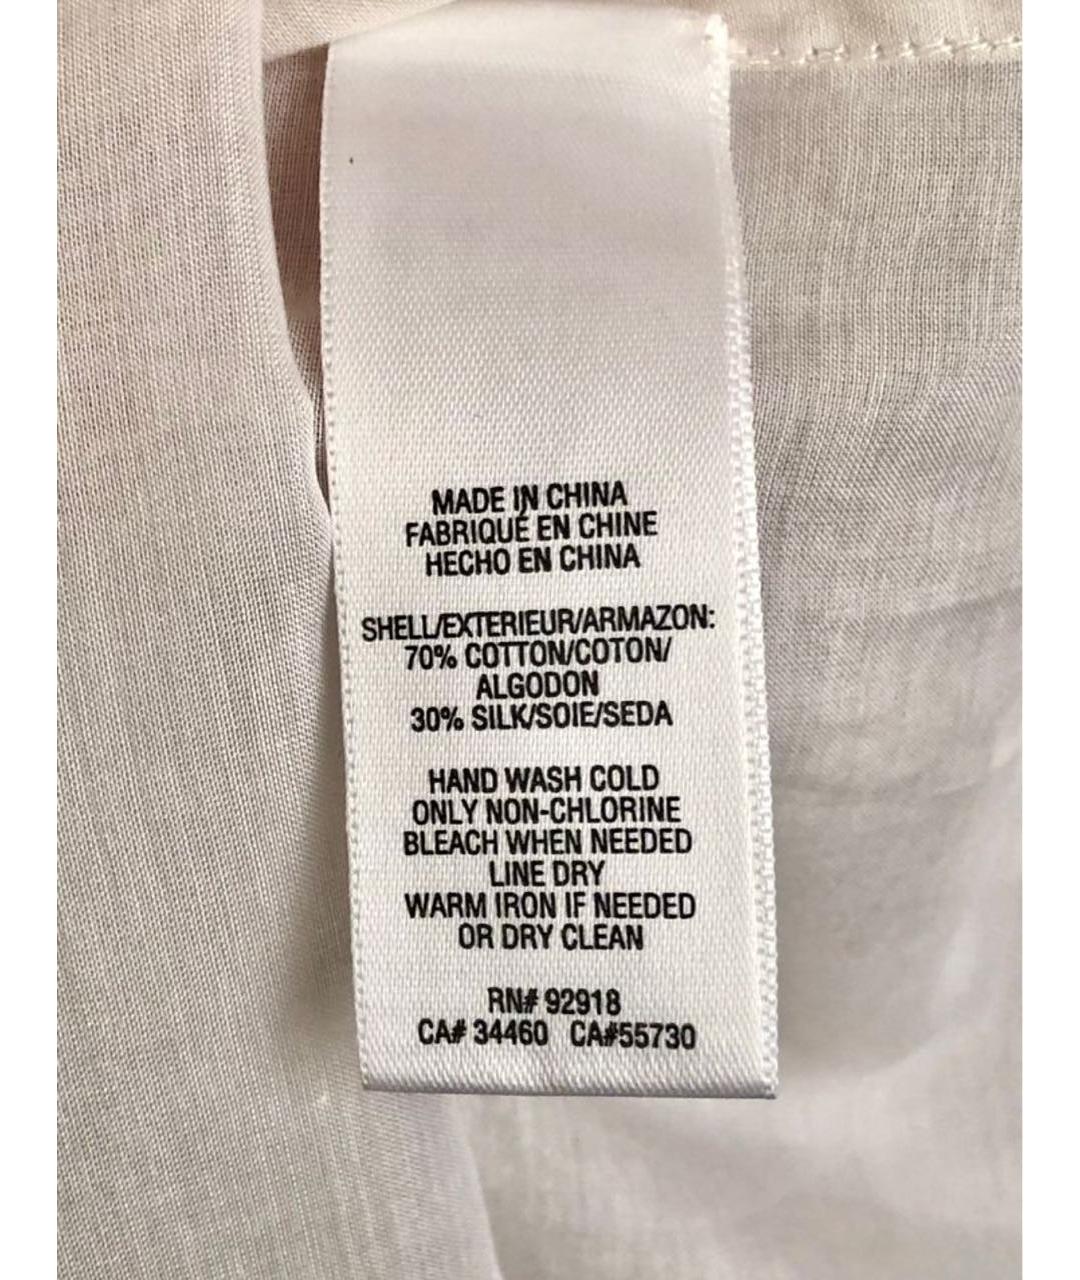 MADE IN CHINA
FABRIQUÉ EN CHINE
HECHO EN CHINA
SHELL/EXTERIEUR/ARMAZON:
70% COTTON/COTON/
ALGODON
30% SILK/SOIE/SEDA
HAND WASH COLD
ONLY NON-CHLORINE
BLEACH WHEN NEEDED
LINE DRY
WARM IRON IF NEEDED
OR DRY CLEAN
RN# 92918
CA# 34460 CA#55730